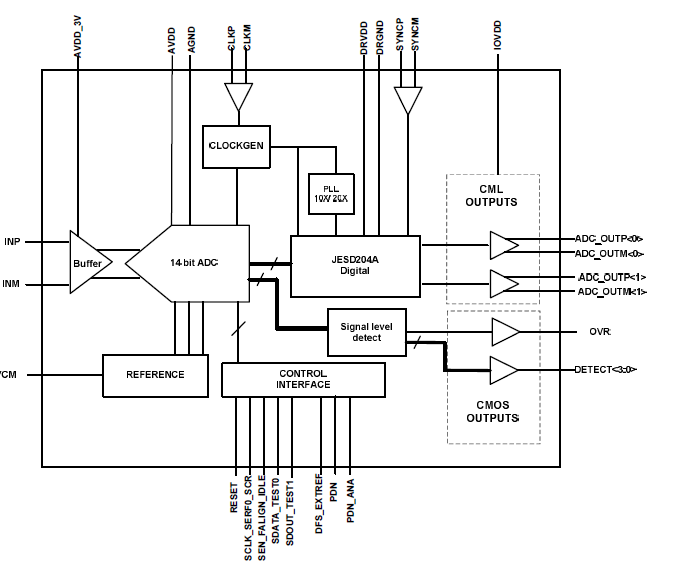 AVDD_3V
AVDD
AGND
CLKP
CLKM
DRVDD
DRGND
SYNCP
SYNCM
IOVDD
CLOCKGEN
PLL
10X/ 20X
CML
OUTPUTS
INP
INM
Buffer
14-bit ADC
JESD204A
Digital
ADC_OUTP<0>
ADC_OUTM<0>
ADC_OUTP<1>
ADC_OUTM<1>
Signal level
detect
OVR
VCM
REFERENCE
CONTROL
INTERFACE
DETECT<3:0>
CMOS
OUTPUTS
RESET
SCLK_SERF0_SCR
SEN_FALIGN_IDLE
SDATA_TEST0
SDOUT_TEST1
DFS_EXTREF
PDN
PDN_ANA